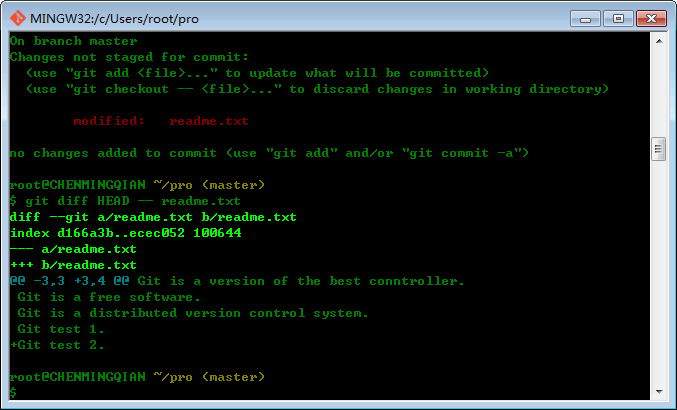 MINGW32:/c/Users/root/pro
On branch master
Changes not staged for commit:
  (use "git add <file>..." to update what will be committed)
  (use "git checkout -- <file>..." to discard changes in working directory)
        modified:   readme.txt
no changes added to commit (use "git add" and/or "git commit -a")
root@CHENMINGQIAN ~/pro (master)
$ git diff HEAD -- readme.txt
diff --git a/readme.txt b/readme.txt
index d166a3b..ecec052 100644
--- a/readme.txt
+++ b/readme.txt
@@ -3,3 +3,4 @@ Git is a version of the best conntroller.
 Git is a free software.
 Git is a distributed version control system.
 Git test 1.
+Git test 2.
root@CHENMINGQIAN ~/pro (master)
$